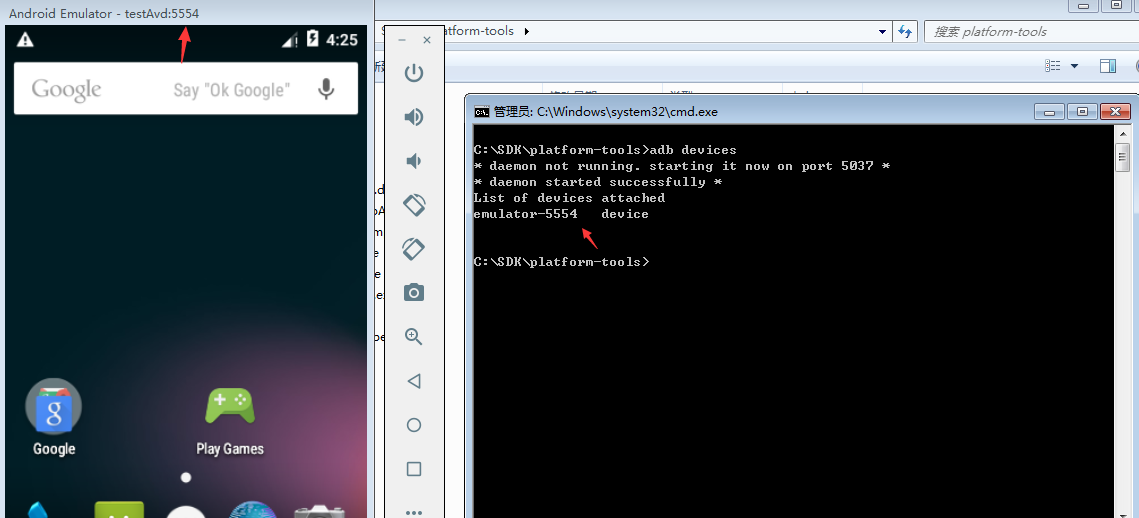 Android Emulator - testAvd:5554
4:25
Google
Say "Ok Google"
Google
Play Games
atform-tools
搜索 platform-tools
管理员: C:\Windows\system32\cmd.exe
C:\SDK\platform-tools>adb devices
* daemon not running. starting it now on port 5037 *
* daemon started successfully *
List of devices attached
emulator-5554   device
C:\SDK\platform-tools>